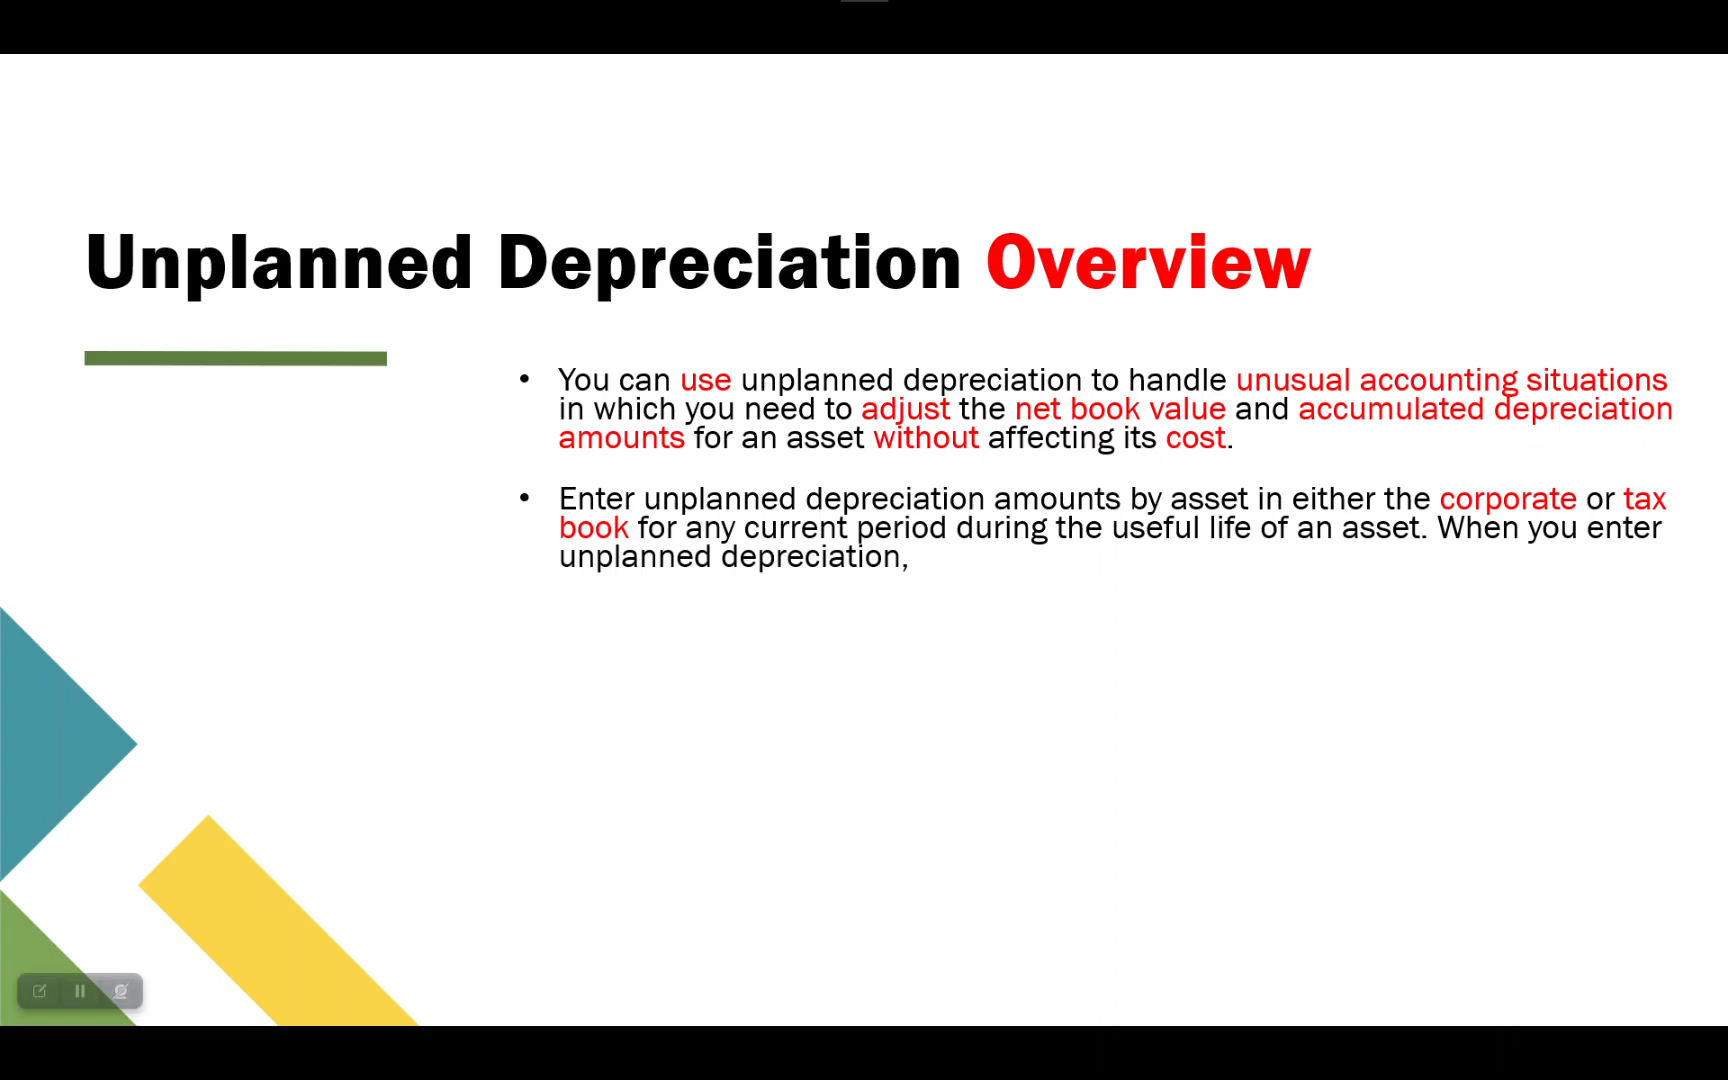 Unplanned Depreciation Overview
• You can use unplanned depreciation to handle unusual accounting situations
in which you need to adjust the net book value and accumulated depreciation
amounts for an asset without affecting its cost.
• Enter unplanned depreciation amounts by asset in either the corporate or tax
book for any current period during the useful life of an asset. When you enter
unplanned depreciation,